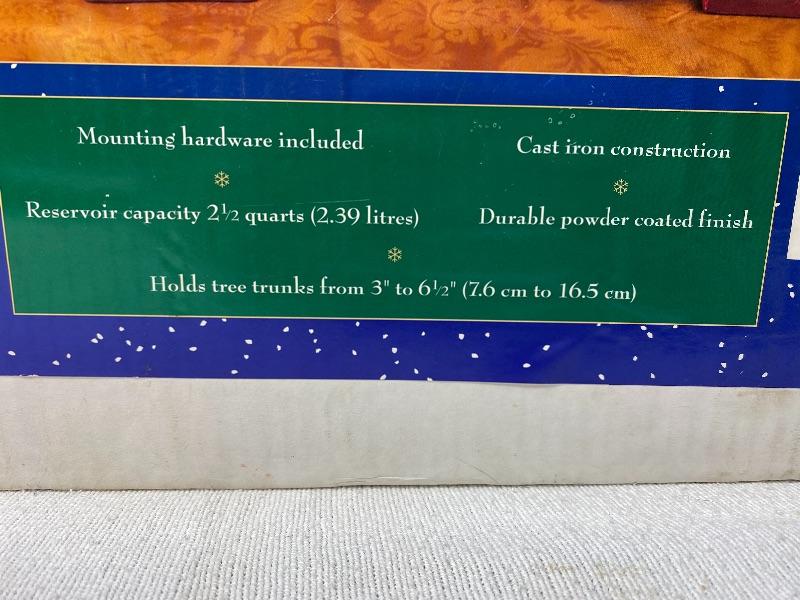 Mounting hardware included
Cast iron construction
Reservoir capacity 2½ quarts (2.39 litres)
Durable powder coated finish
Holds tree trunks from 3" to 6½" (7.6 cm to 16.5 cm)